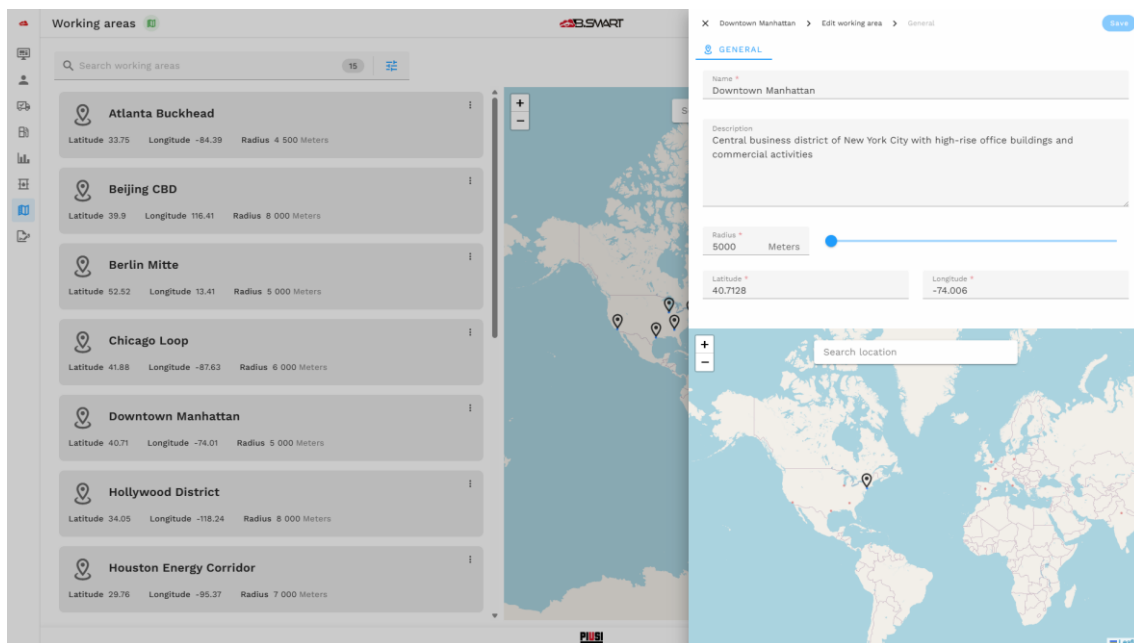 Working areas
B.SMART
Search working areas
15
Atlanta Buckhead
Latitude 33.75 Longitude -84.39 Radius 4 500 Meters
Beijing CBD
Latitude 39.9 Longitude 116.41 Radius 8 000 Meters
Berlin Mitte
Latitude 52.52 Longitude 13.41 Radius 5 000 Meters
Chicago Loop
Latitude 41.88 Longitude -87.63 Radius 6 000 Meters
Downtown Manhattan
Latitude 40.71 Longitude -74.01 Radius 5 000 Meters
Hollywood District
Latitude 34.05 Longitude -118.24 Radius 8 000 Meters
Houston Energy Corridor
Latitude 29.76 Longitude -95.37 Radius 7 000 Meters
+
−
PIUSI
Downtown Manhattan > Edit working area > General
Save
GENERAL
Name *
Downtown Manhattan
Description
Central business district of New York City with high-rise office buildings and
commercial activities
Radius *
5000 Meters
Latitude *
40.7128
Longitude *
-74.006
+
−
Search location